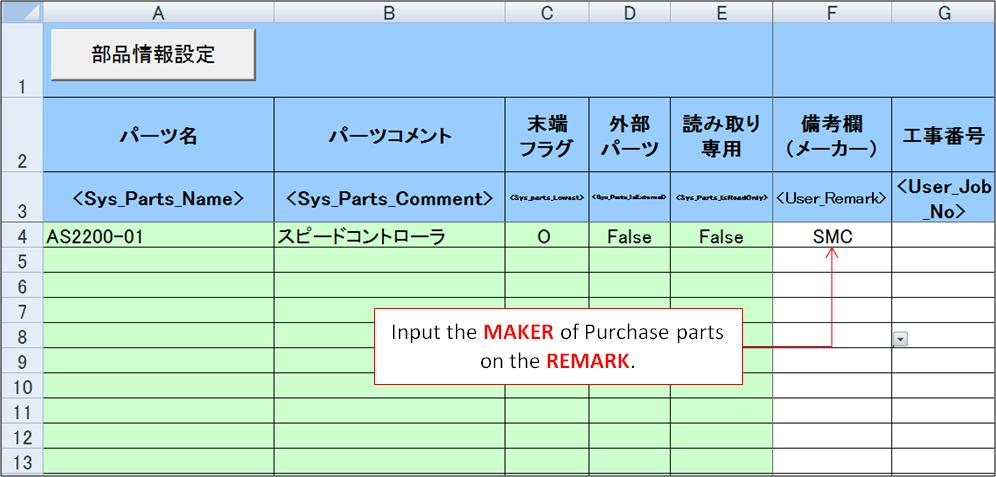 A B C D E F G
1
部品情報設定
2
パーツ名 パーツコメント 末端 外部 読み取り 備考欄 工事番号
フラグ パーツ 専用 (メーカー)
3
<Sys_Parts_Name> <Sys_Parts_Comment> <Sys_parts_Lowest> <Sys_Parts_IsExternal> <Sys_Parts_IsReadOnly> <User_Remark> <User_Job
_No>
4 AS2200-01 スピードコントローラ O False False SMC
5
6
7
8
9
10
11
12
13
Input the MAKER of Purchase parts
on the REMARK.